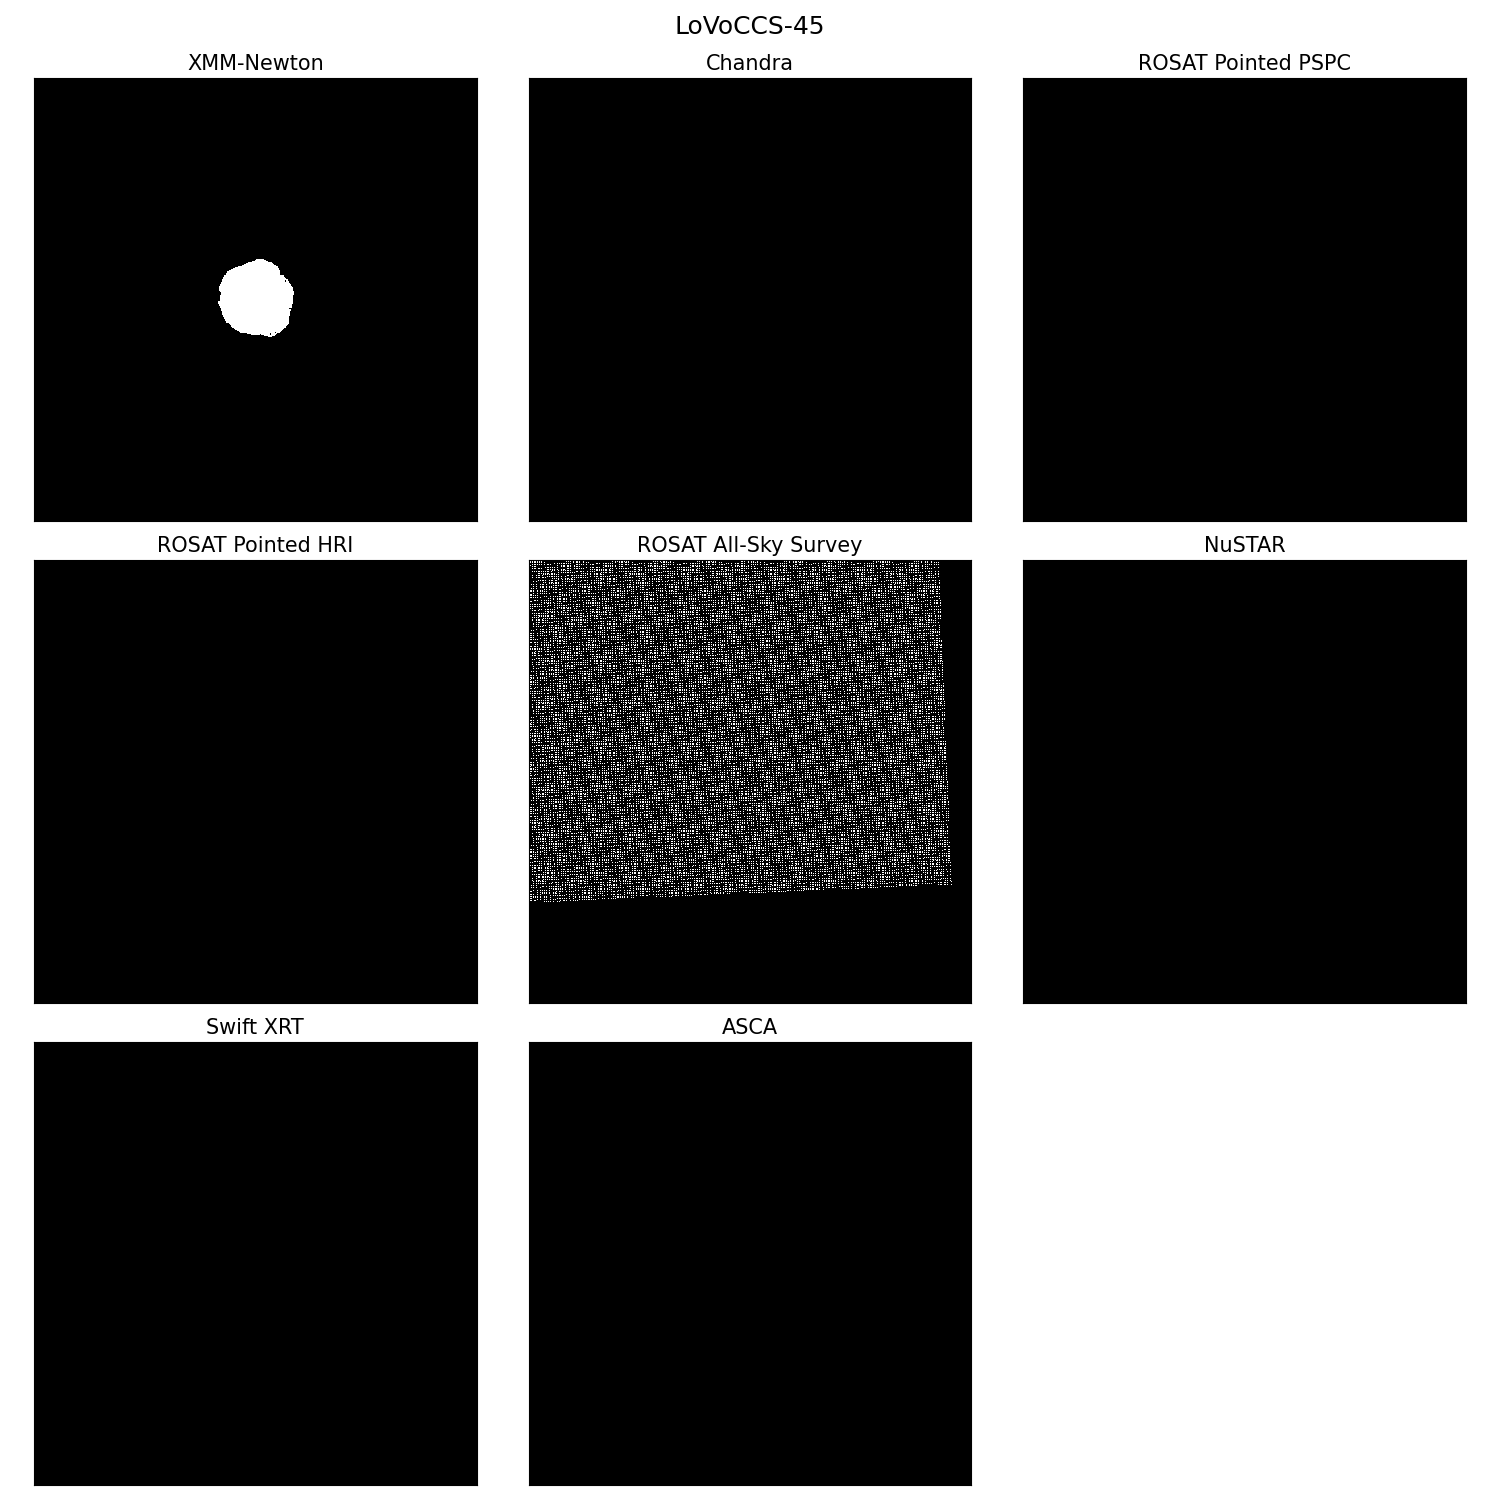 LoVoCCS-45
XMM-Newton
Chandra
ROSAT Pointed PSPC
ROSAT Pointed HRI
ROSAT All-Sky Survey
NuSTAR
Swift XRT
ASCA